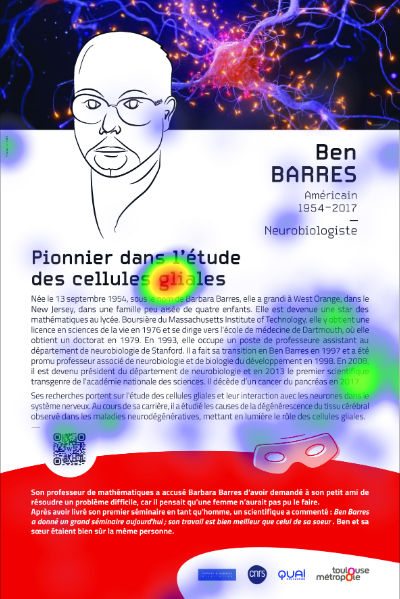 Ben
BARRES
Américain
1954-2017
Neurobiologiste
Pionnier dans l'étude
des cellules gliales
Née le 13 septembre 1954, sous le nom de Barbara Barres, elle a grandi à West Orange, dans le
New Jersey, dans une famille peu aisée de quatre enfants. Elle est devenue une star des
mathématiques au lycée. Boursière du Massachusetts Institute of Technology, elle y obtient une
licence en sciences de la vie en 1976 et se dirige vers l'école de médecine de Dartmouth, où elle
obtient un doctorat en 1979. En 1993, elle occupe un poste de professeure assistant au
département de neurobiologie de Stanford. Il a fait sa transition en Ben Barres en 1997 et a été
promu professeur associé de neurobiologie et de biologie du développement en 1998. En 2008,
il est devenu président du département de neurobiologie et en 2013 le premier scientifique
transgenre de l'académie nationale des sciences. Il décède d'un cancer du pancréas en 2017.
Ses recherches portent sur l'étude des cellules gliales et leur interaction avec les neurones dans le
système nerveux. Au cours de sa carrière, il a étudié les causes de la dégénérescence du tissu cérébral
observé dans les maladies neurodégénératives, mettant en lumière le rôle des cellules gliales.
Son professeur de mathématiques a accusé Barbara Barres d'avoir demandé à son petit ami de
résoudre un problème difficile, car il pensait qu'une femme n'aurait pas pu le faire.
Après avoir livré son premier séminaire en tant qu'homme, un scientifique a commenté : Ben Barres
a donné un grand séminaire aujourd'hui ; son travail est bien meilleur que celui de sa soeur. Ben et sa
sœur étaient bien sûr la même personne.
cnrs
QUAI
toulouse
métropole